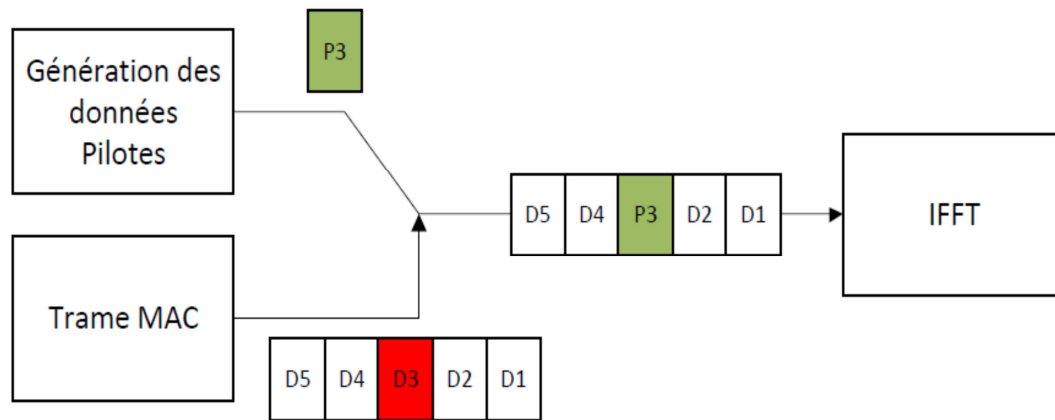 P3
Génération des
données
Pilotes
D5 D4 P3 D2 D1
IFFT
Trame MAC
D5 D4 D3 D2 D1